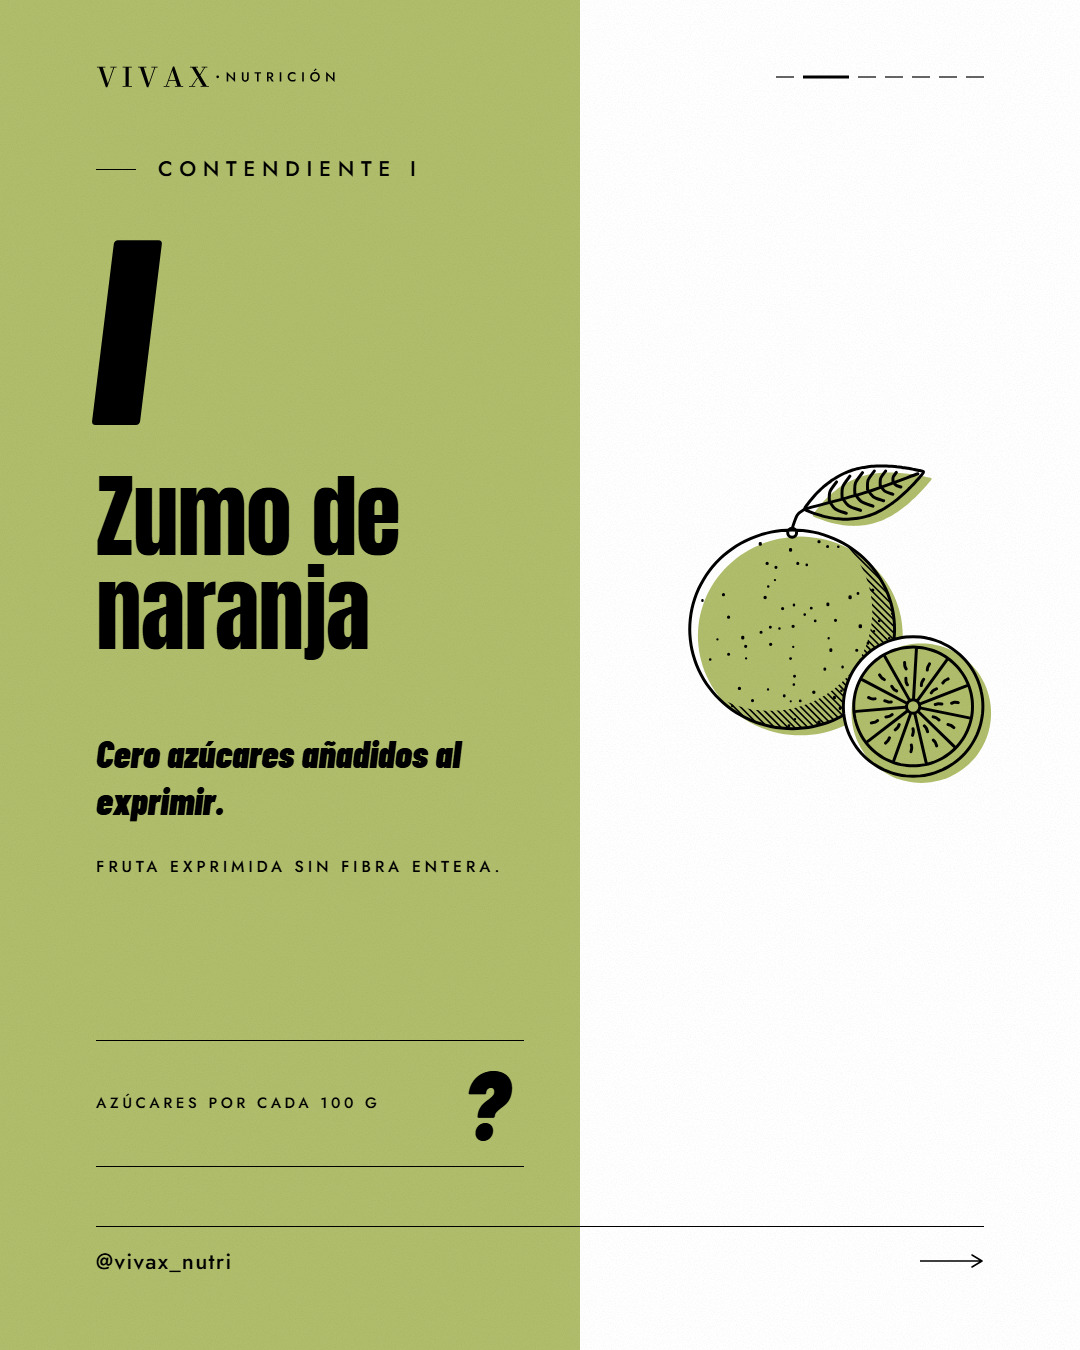 VIVAX · NUTRICIÓN
CONTENDIENTE I
I
Zumo de
naranja
Cero azúcares añadidos al
exprimir.
FRUTA EXPRIMIDA SIN FIBRA ENTERA.
AZÚCARES POR CADA 100 G
?
@vivax_nutri